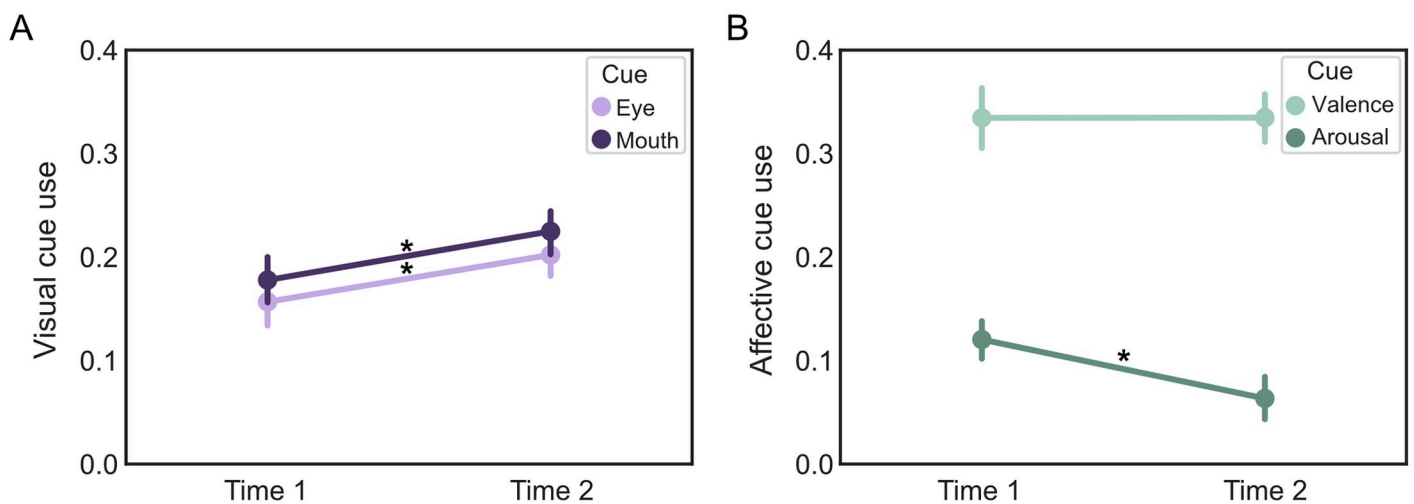 A
Visual cue use
0.4
0.3
0.2
0.1
0.0
Cue
Eye
Mouth
*
*
Time 1
Time 2
B
Affective cue use
0.4
0.3
0.2
0.1
0.0
Cue
Valence
Arousal
*
Time 1
Time 2